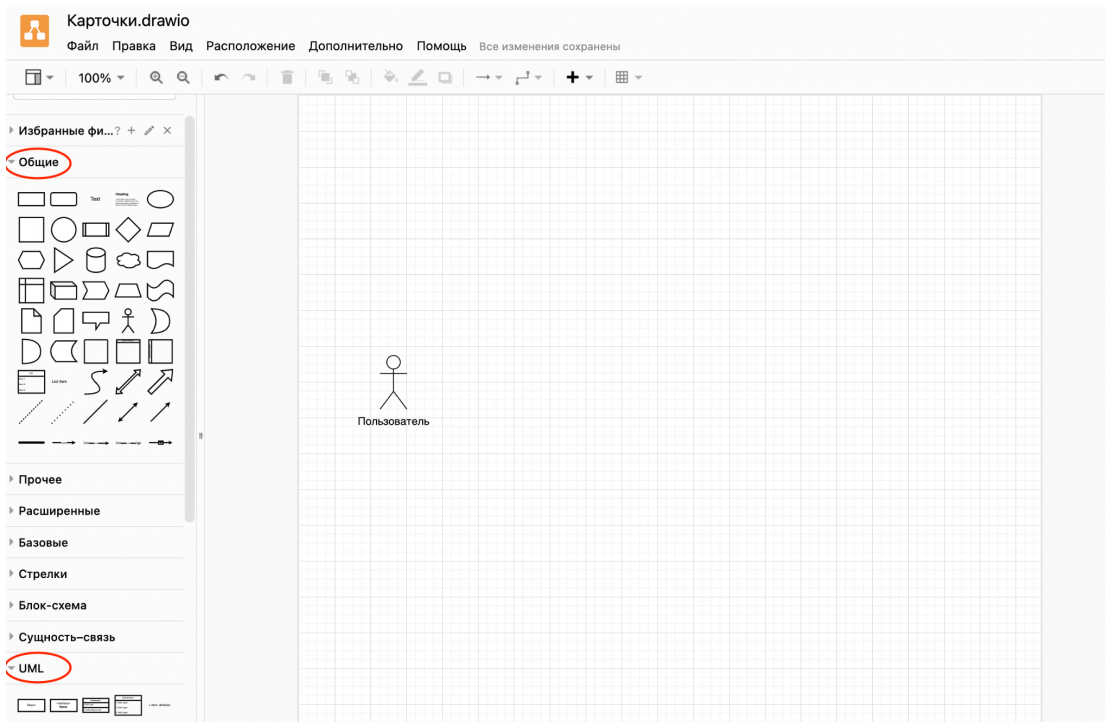 Карточки.drawio
Файл Правка Вид Расположение Дополнительно Помощь Все изменения сохранены
100%
Избранные фи...? + ×
Общие
Text
Heading
List Item
Пользователь
Прочее
Расширенные
Базовые
Стрелки
Блок-схема
Сущность–связь
UML
Object